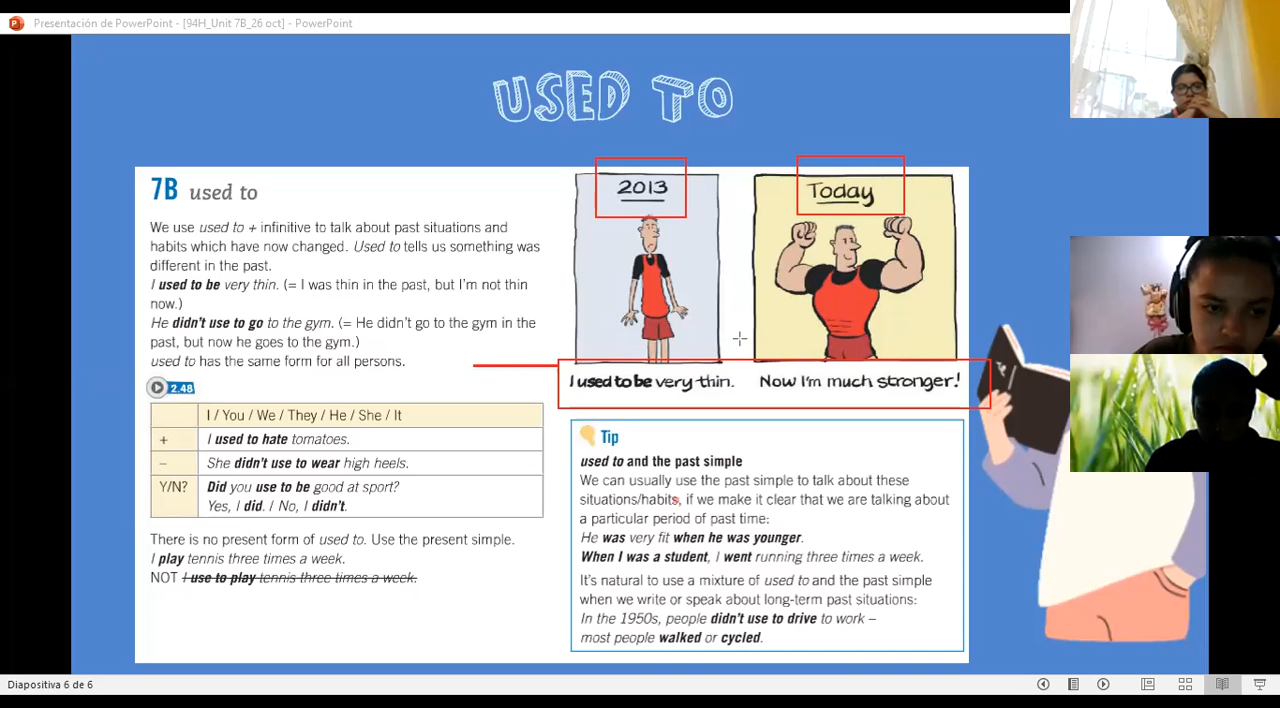 Presentación de PowerPoint - [94H_Unit 7B_26 oct] - PowerPoint
USED TO
7B used to
We use used to + infinitive to talk about past situations and
habits which have now changed. Used to tells us something was
different in the past.
I used to be very thin. (= I was thin in the past, but I'm not thin
now.)
He didn't use to go to the gym. (= He didn't go to the gym in the
past, but now he goes to the gym.)
used to has the same form for all persons.
2.48
I / You / We / They / He / She / It
+ I used to hate tomatoes.
– She didn't use to wear high heels.
Y/N? Did you use to be good at sport?
Yes, I did. / No, I didn't.
There is no present form of used to. Use the present simple.
I play tennis three times a week.
NOT I use to play tennis three times a week.
2013
Today
I used to be very thin.
Now I'm much stronger!
Tip
used to and the past simple
We can usually use the past simple to talk about these
situations/habits, if we make it clear that we are talking about
a particular period of past time:
He was very fit when he was younger.
When I was a student, I went running three times a week.
It's natural to use a mixture of used to and the past simple
when we write or speak about long-term past situations:
In the 1950s, people didn't use to drive to work –
most people walked or cycled.
Diapositiva 6 de 6